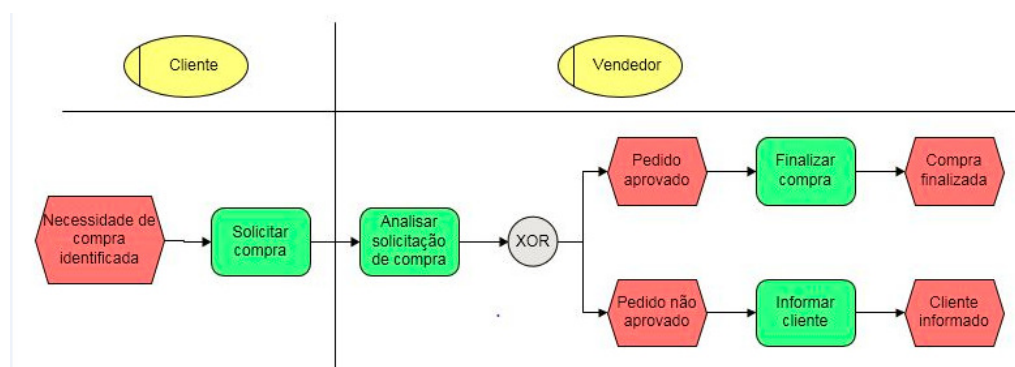 Cliente
Vendedor
Necessidade de
compra
identificada
Solicitar
compra
Analisar
solicitação
de compra
XOR
Pedido
aprovado
Finalizar
compra
Compra
finalizada
Pedido não
aprovado
Informar
cliente
Cliente
informado